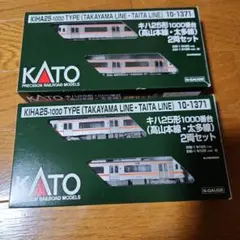 KATO
PRECISION RAILROAD MODELS
キハ25形1000番台
(高山本線・太多線)
2両セット
N-GAUGE
KIHA25-1000 TYPE (TAKAYAMA LINE・TAITA LINE) 10-1371
KATO
PRECISION RAILROAD MODELS
キハ25形1000番台
(高山本線・太多線)
2両セット
N-GAUGE
KIHA25-1000 TYPE (TAKAYAMA LINE・TAITA LINE) 10-1371